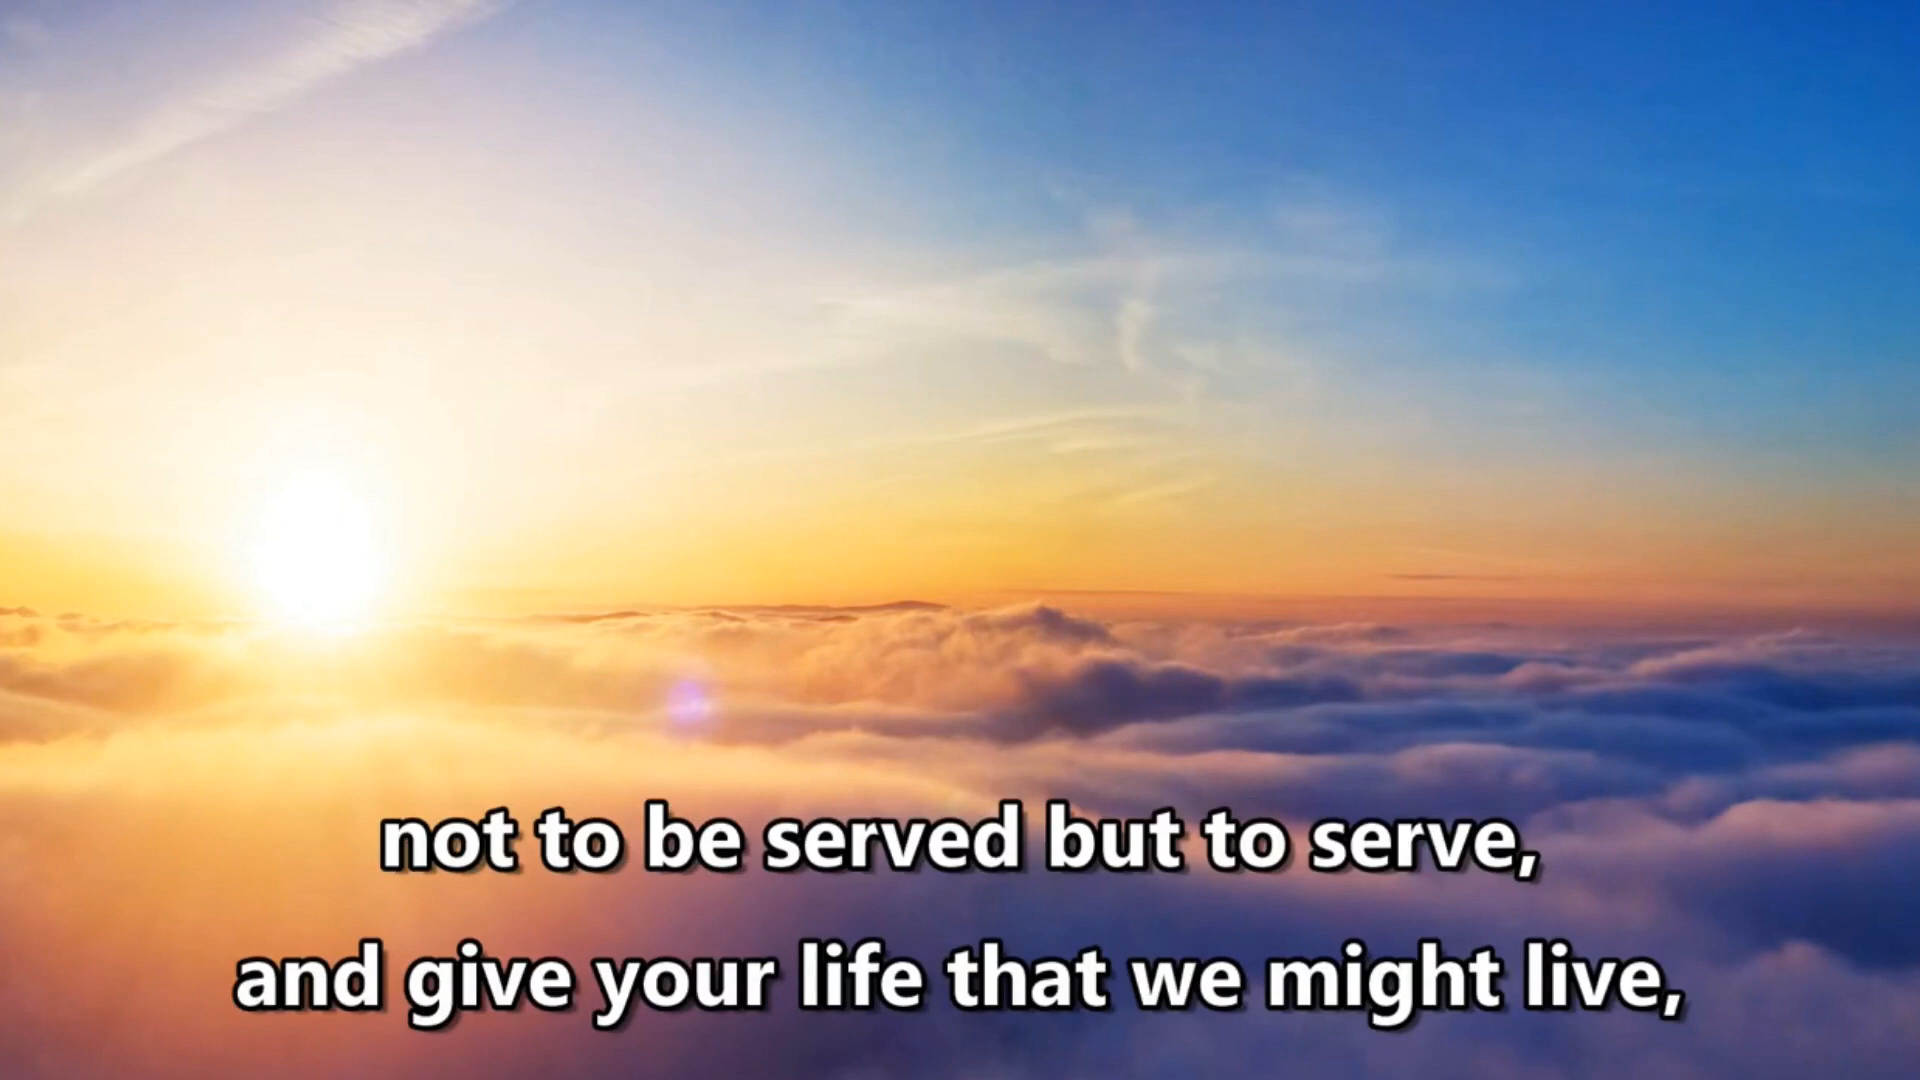 not to be served but to serve,
and give your life that we might live,